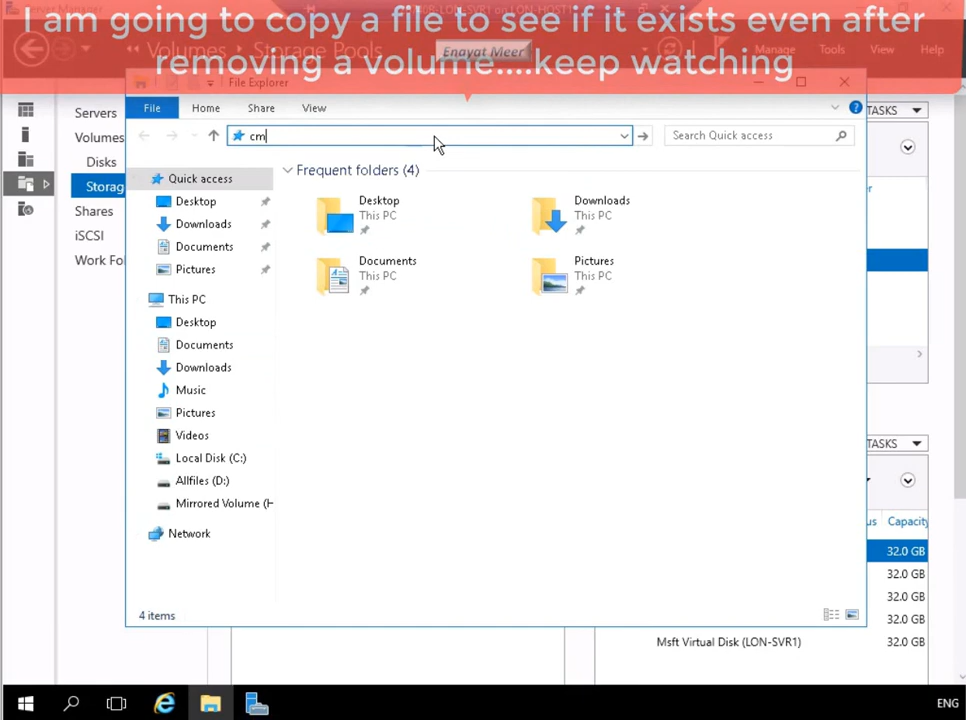 I am going to copy a file to see if it exists even after
removing a volume....keep watching
Enayat Meer
Volumes Storage Pools
Manage Tools View Help
File Explorer
File Home Share View
cm
Search Quick access
Quick access
Desktop
Downloads
Documents
Pictures
This PC
Desktop
Documents
Downloads
Music
Pictures
Videos
Local Disk (C:)
Allfiles (D:)
Mirrored Volume (H
Network
Frequent folders (4)
Desktop
This PC
Downloads
This PC
Documents
This PC
Pictures
This PC
4 items
Servers
Volumes
Disks
Storag
Shares
iSCSI
Work Fo
TASKS
TASKS
us Capacity
32.0 GB
32.0 GB
32.0 GB
32.0 GB
Msft Virtual Disk (LON-SVR1) 32.0 GB
ENG